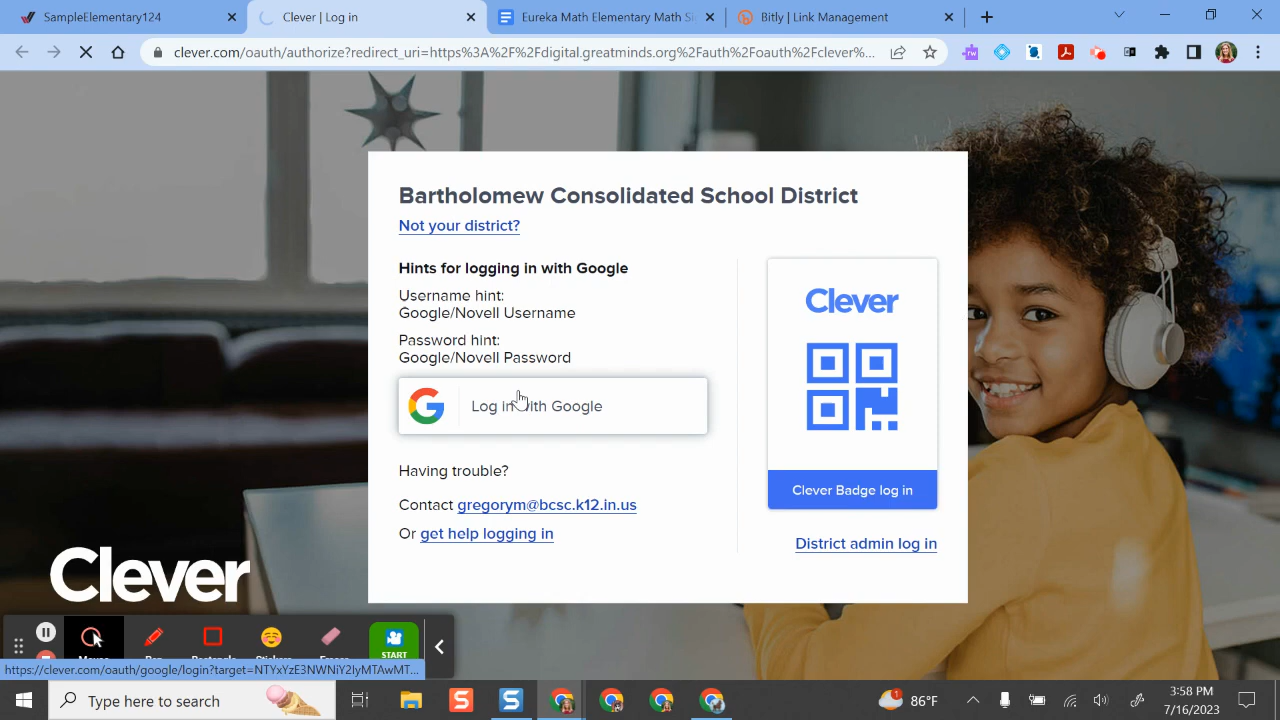 SampleElementary124
Clever | Log in
Eureka Math Elementary Math Si
Bitly | Link Management
clever.com/oauth/authorize?redirect_uri=https%3A%2F%2Fdigital.greatminds.org%2Fauth%2Foauth%2Fclever%...
Bartholomew Consolidated School District
Not your district?
Hints for logging in with Google
Username hint:
Google/Novell Username
Password hint:
Google/Novell Password
Log in with Google
Having trouble?
Contact gregorym@bcsc.k12.in.us
Or get help logging in
Clever
Clever Badge log in
District admin log in
Clever
START
https://clever.com/oauth/google/login?target=NTYxYzE3NWNiY2IyMTAwMT...
Type here to search
86°F
3:58 PM
7/16/2023